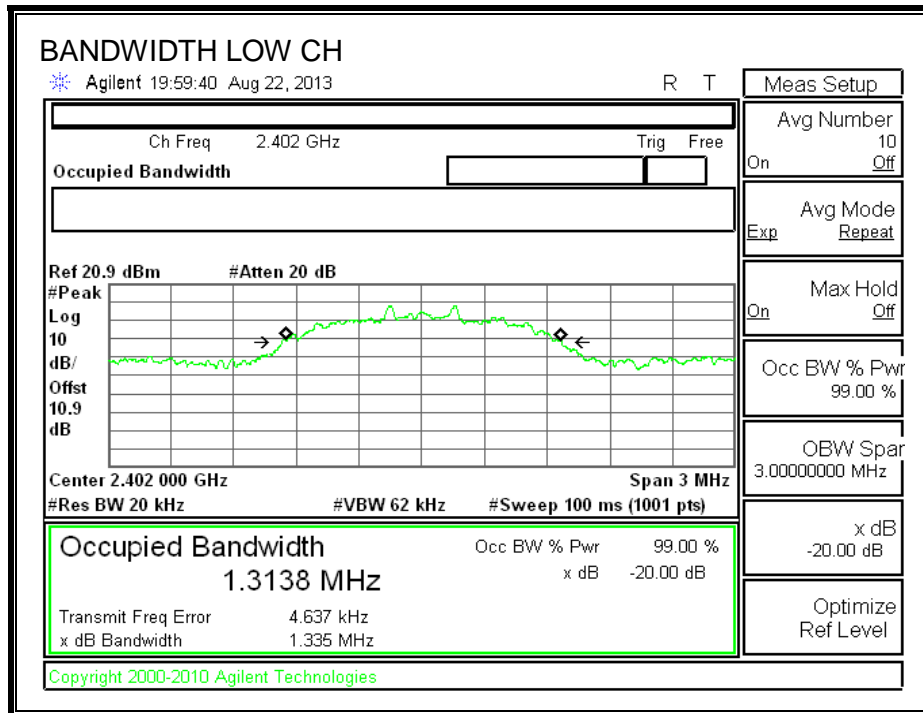 BANDWIDTH LOW CH
Agilent 19:59:40 Aug 22, 2013 R T
Ch Freq 2.402 GHz Trig Free
Occupied Bandwidth
Ref 20.9 dBm #Atten 20 dB
#Peak
Log
10
dB/
Offst
10.9
dB
Center 2.402 000 GHz Span 3 MHz
#Res BW 20 kHz #VBW 62 kHz #Sweep 100 ms (1001 pts)
Occupied Bandwidth
1.3138 MHz
Occ BW % Pwr 99.00 %
x dB -20.00 dB
Transmit Freq Error 4.637 kHz
x dB Bandwidth 1.335 MHz
Copyright 2000-2010 Agilent Technologies
Meas Setup
Avg Number
10
On Off
Avg Mode
Exp Repeat
Max Hold
On Off
Occ BW % Pwr
99.00 %
OBW Span
3.00000000 MHz
x dB
-20.00 dB
Optimize
Ref Level